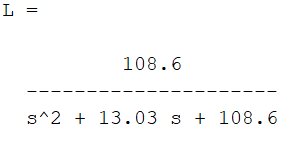 L =
108.6
---------------------
s^2 + 13.03 s + 108.6